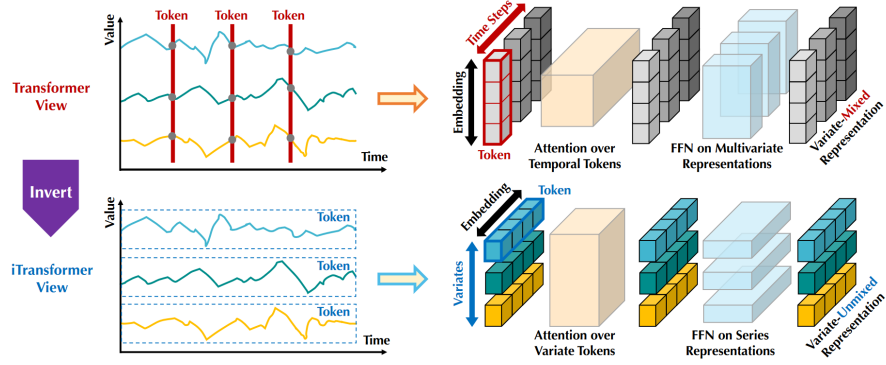 Token
Token
Token
Value
Transformer
View
Time
Invert
Value
Token
Token
Token
iTransformer
View
Time
Time Steps
Embedding
Token
Attention over
Temporal Tokens
FFN on Multivariate
Representations
Variate-Mixed
Representation
Embedding
Token
Variates
Attention over
Variate Tokens
FFN on Series
Representations
Variate-Unmixed
Representation